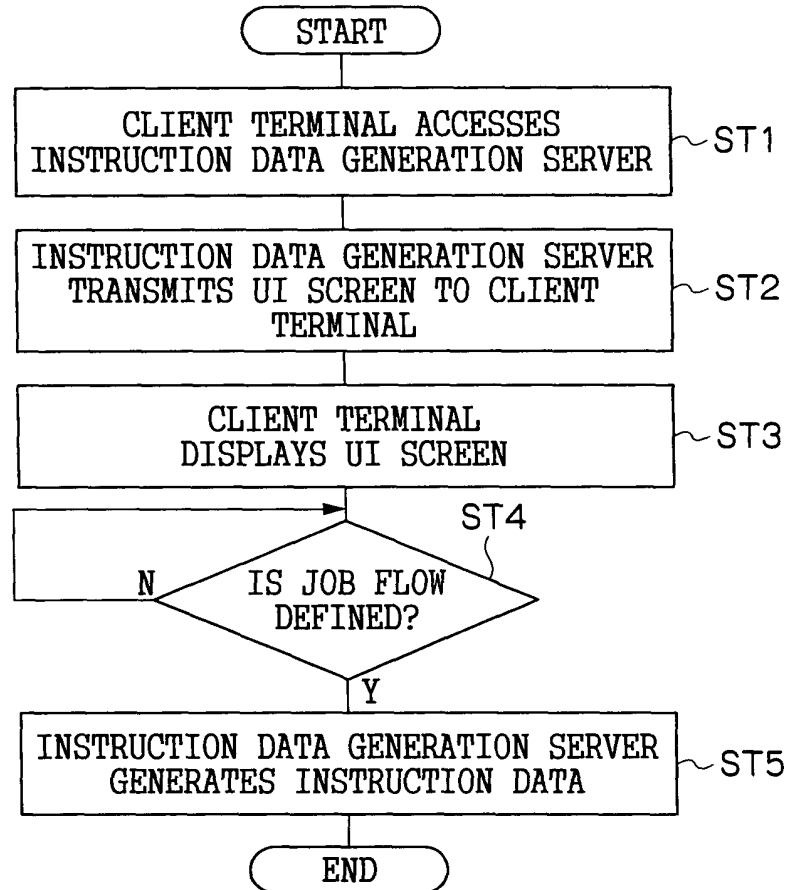 START
CLIENT TERMINAL ACCESSES
INSTRUCTION DATA GENERATION SERVER
ST1
INSTRUCTION DATA GENERATION SERVER
TRANSMITS UI SCREEN TO CLIENT
TERMINAL
ST2
CLIENT TERMINAL
DISPLAYS UI SCREEN
ST3
ST4
IS JOB FLOW
DEFINED?
N
Y
INSTRUCTION DATA GENERATION SERVER
GENERATES INSTRUCTION DATA
ST5
END